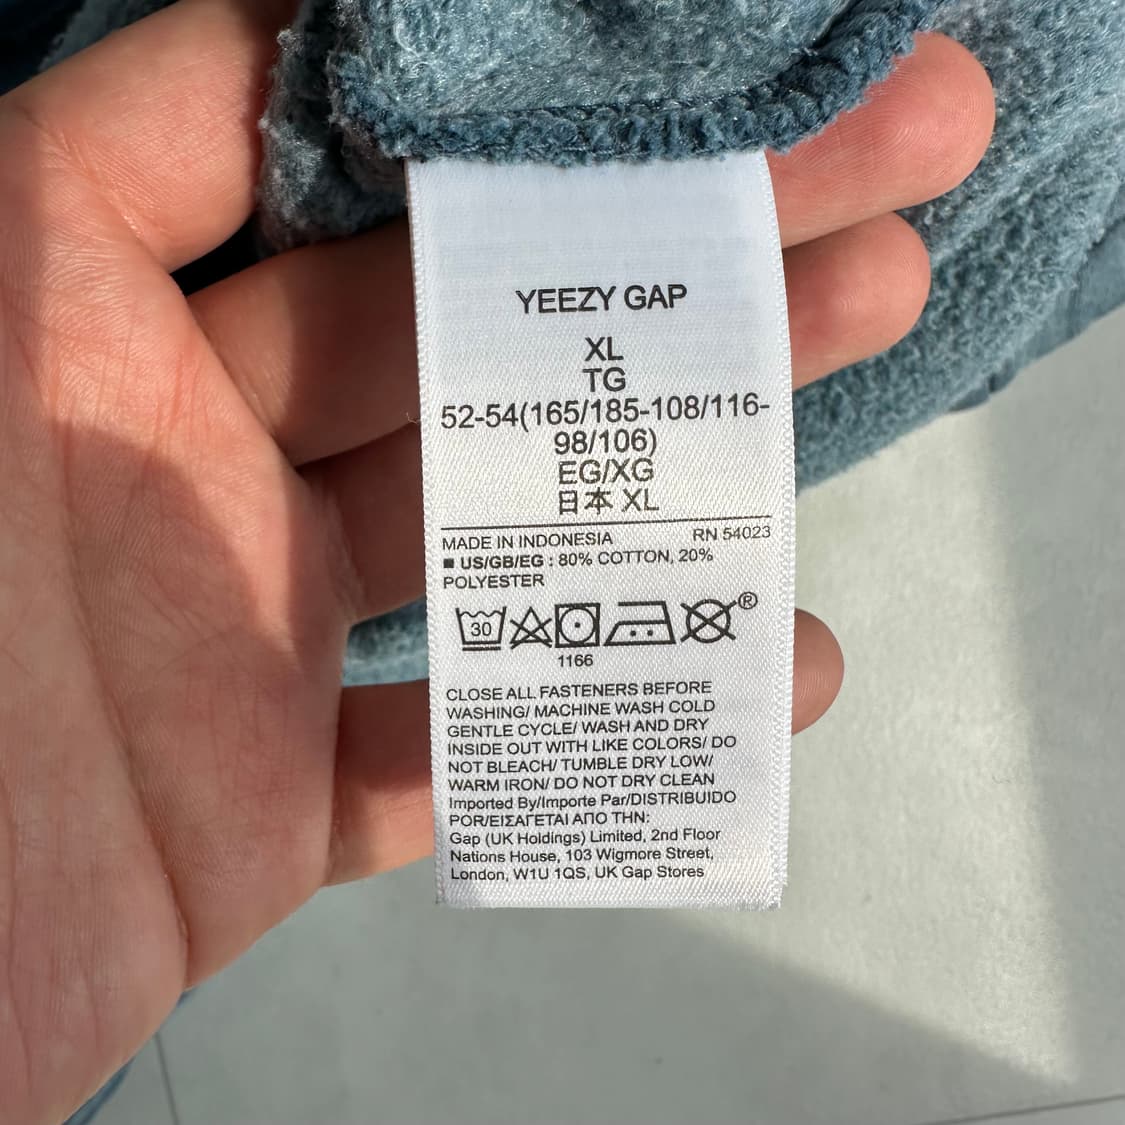 YEEZY GAP
XL
TG
52-54(165/185-108/116-
98/106)
EG/XG
日本 XL
MADE IN INDONESIA RN 54023
■ US/GB/EG : 80% COTTON, 20%
POLYESTER
30
®
1166
CLOSE ALL FASTENERS BEFORE
WASHING/ MACHINE WASH COLD
GENTLE CYCLE/ WASH AND DRY
INSIDE OUT WITH LIKE COLORS/ DO
NOT BLEACH/ TUMBLE DRY LOW/
WARM IRON/ DO NOT DRY CLEAN
Imported By/Importe Par/DISTRIBUIDO
POR/ΕΙΣΑΓΕΤΑΙ ΑΠΟ ΤΗΝ:
Gap (UK Holdings) Limited, 2nd Floor
Nations House, 103 Wigmore Street,
London, W1U 1QS, UK Gap Stores